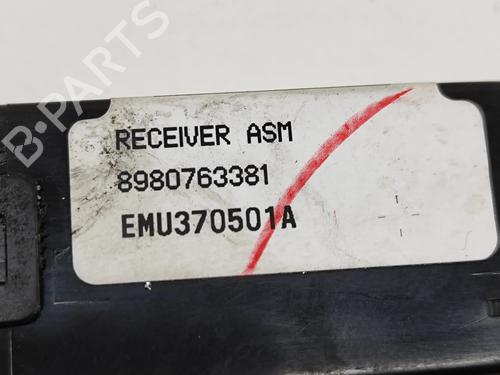 B-PARTS
RECEIVER ASM
8980763381
EMU370501A